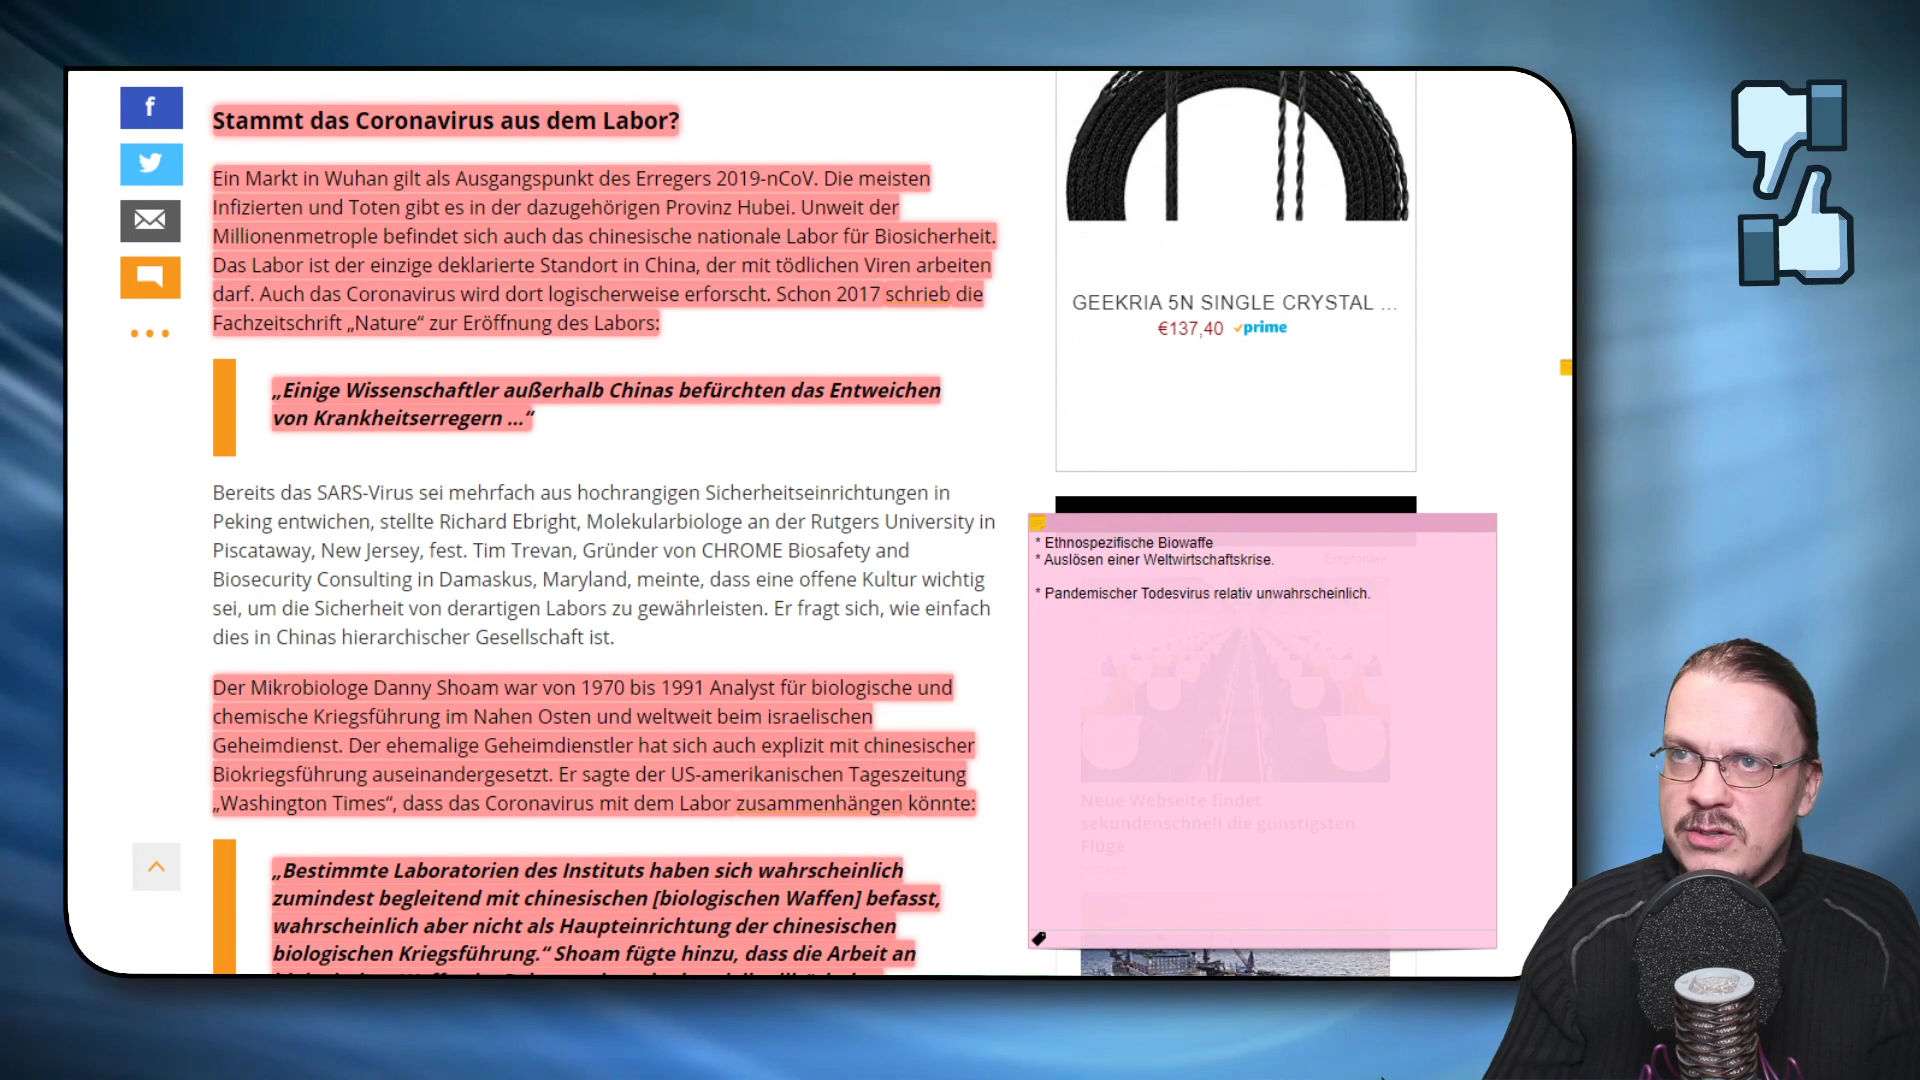 f
Stammt das Coronavirus aus dem Labor?
Ein Markt in Wuhan gilt als Ausgangspunkt des Erregers 2019-nCoV. Die meisten
Infizierten und Toten gibt es in der dazugehörigen Provinz Hubei. Unweit der
Millionenmetrople befindet sich auch das chinesische nationale Labor für Biosicherheit.
Das Labor ist der einzige deklarierte Standort in China, der mit tödlichen Viren arbeiten
darf. Auch das Coronavirus wird dort logischerweise erforscht. Schon 2017 schrieb die
Fachzeitschrift „Nature“ zur Eröffnung des Labors:
„Einige Wissenschaftler außerhalb Chinas befürchten das Entweichen
von Krankheitserregern ...“
Bereits das SARS-Virus sei mehrfach aus hochrangigen Sicherheitseinrichtungen in
Peking entwichen, stellte Richard Ebright, Molekularbiologe an der Rutgers University in
Piscataway, New Jersey, fest. Tim Trevan, Gründer von CHROME Biosafety and
Biosecurity Consulting in Damaskus, Maryland, meinte, dass eine offene Kultur wichtig
sei, um die Sicherheit von derartigen Labors zu gewährleisten. Er fragt sich, wie einfach
dies in Chinas hierarchischer Gesellschaft ist.
Der Mikrobiologe Danny Shoam war von 1970 bis 1991 Analyst für biologische und
chemische Kriegsführung im Nahen Osten und weltweit beim israelischen
Geheimdienst. Der ehemalige Geheimdienstler hat sich auch explizit mit chinesischer
Biokriegsführung auseinandergesetzt. Er sagte der US-amerikanischen Tageszeitung
„Washington Times“, dass das Coronavirus mit dem Labor zusammenhängen könnte:
„Bestimmte Laboratorien des Instituts haben sich wahrscheinlich
zumindest begleitend mit chinesischen [biologischen Waffen] befasst,
wahrscheinlich aber nicht als Haupteinrichtung der chinesischen
biologischen Kriegsführung.“ Shoam fügte hinzu, dass die Arbeit an
GEEKRIA 5N SINGLE CRYSTAL ...
€137,40 prime
* Ethnospezifische Biowaffe
* Auslösen einer Weltwirtschaftskrise.
Empfohlen
* Pandemischer Todesvirus relativ unwahrscheinlich.
Neue Webseite findet
sekundenschnell die günstigsten
Flüge